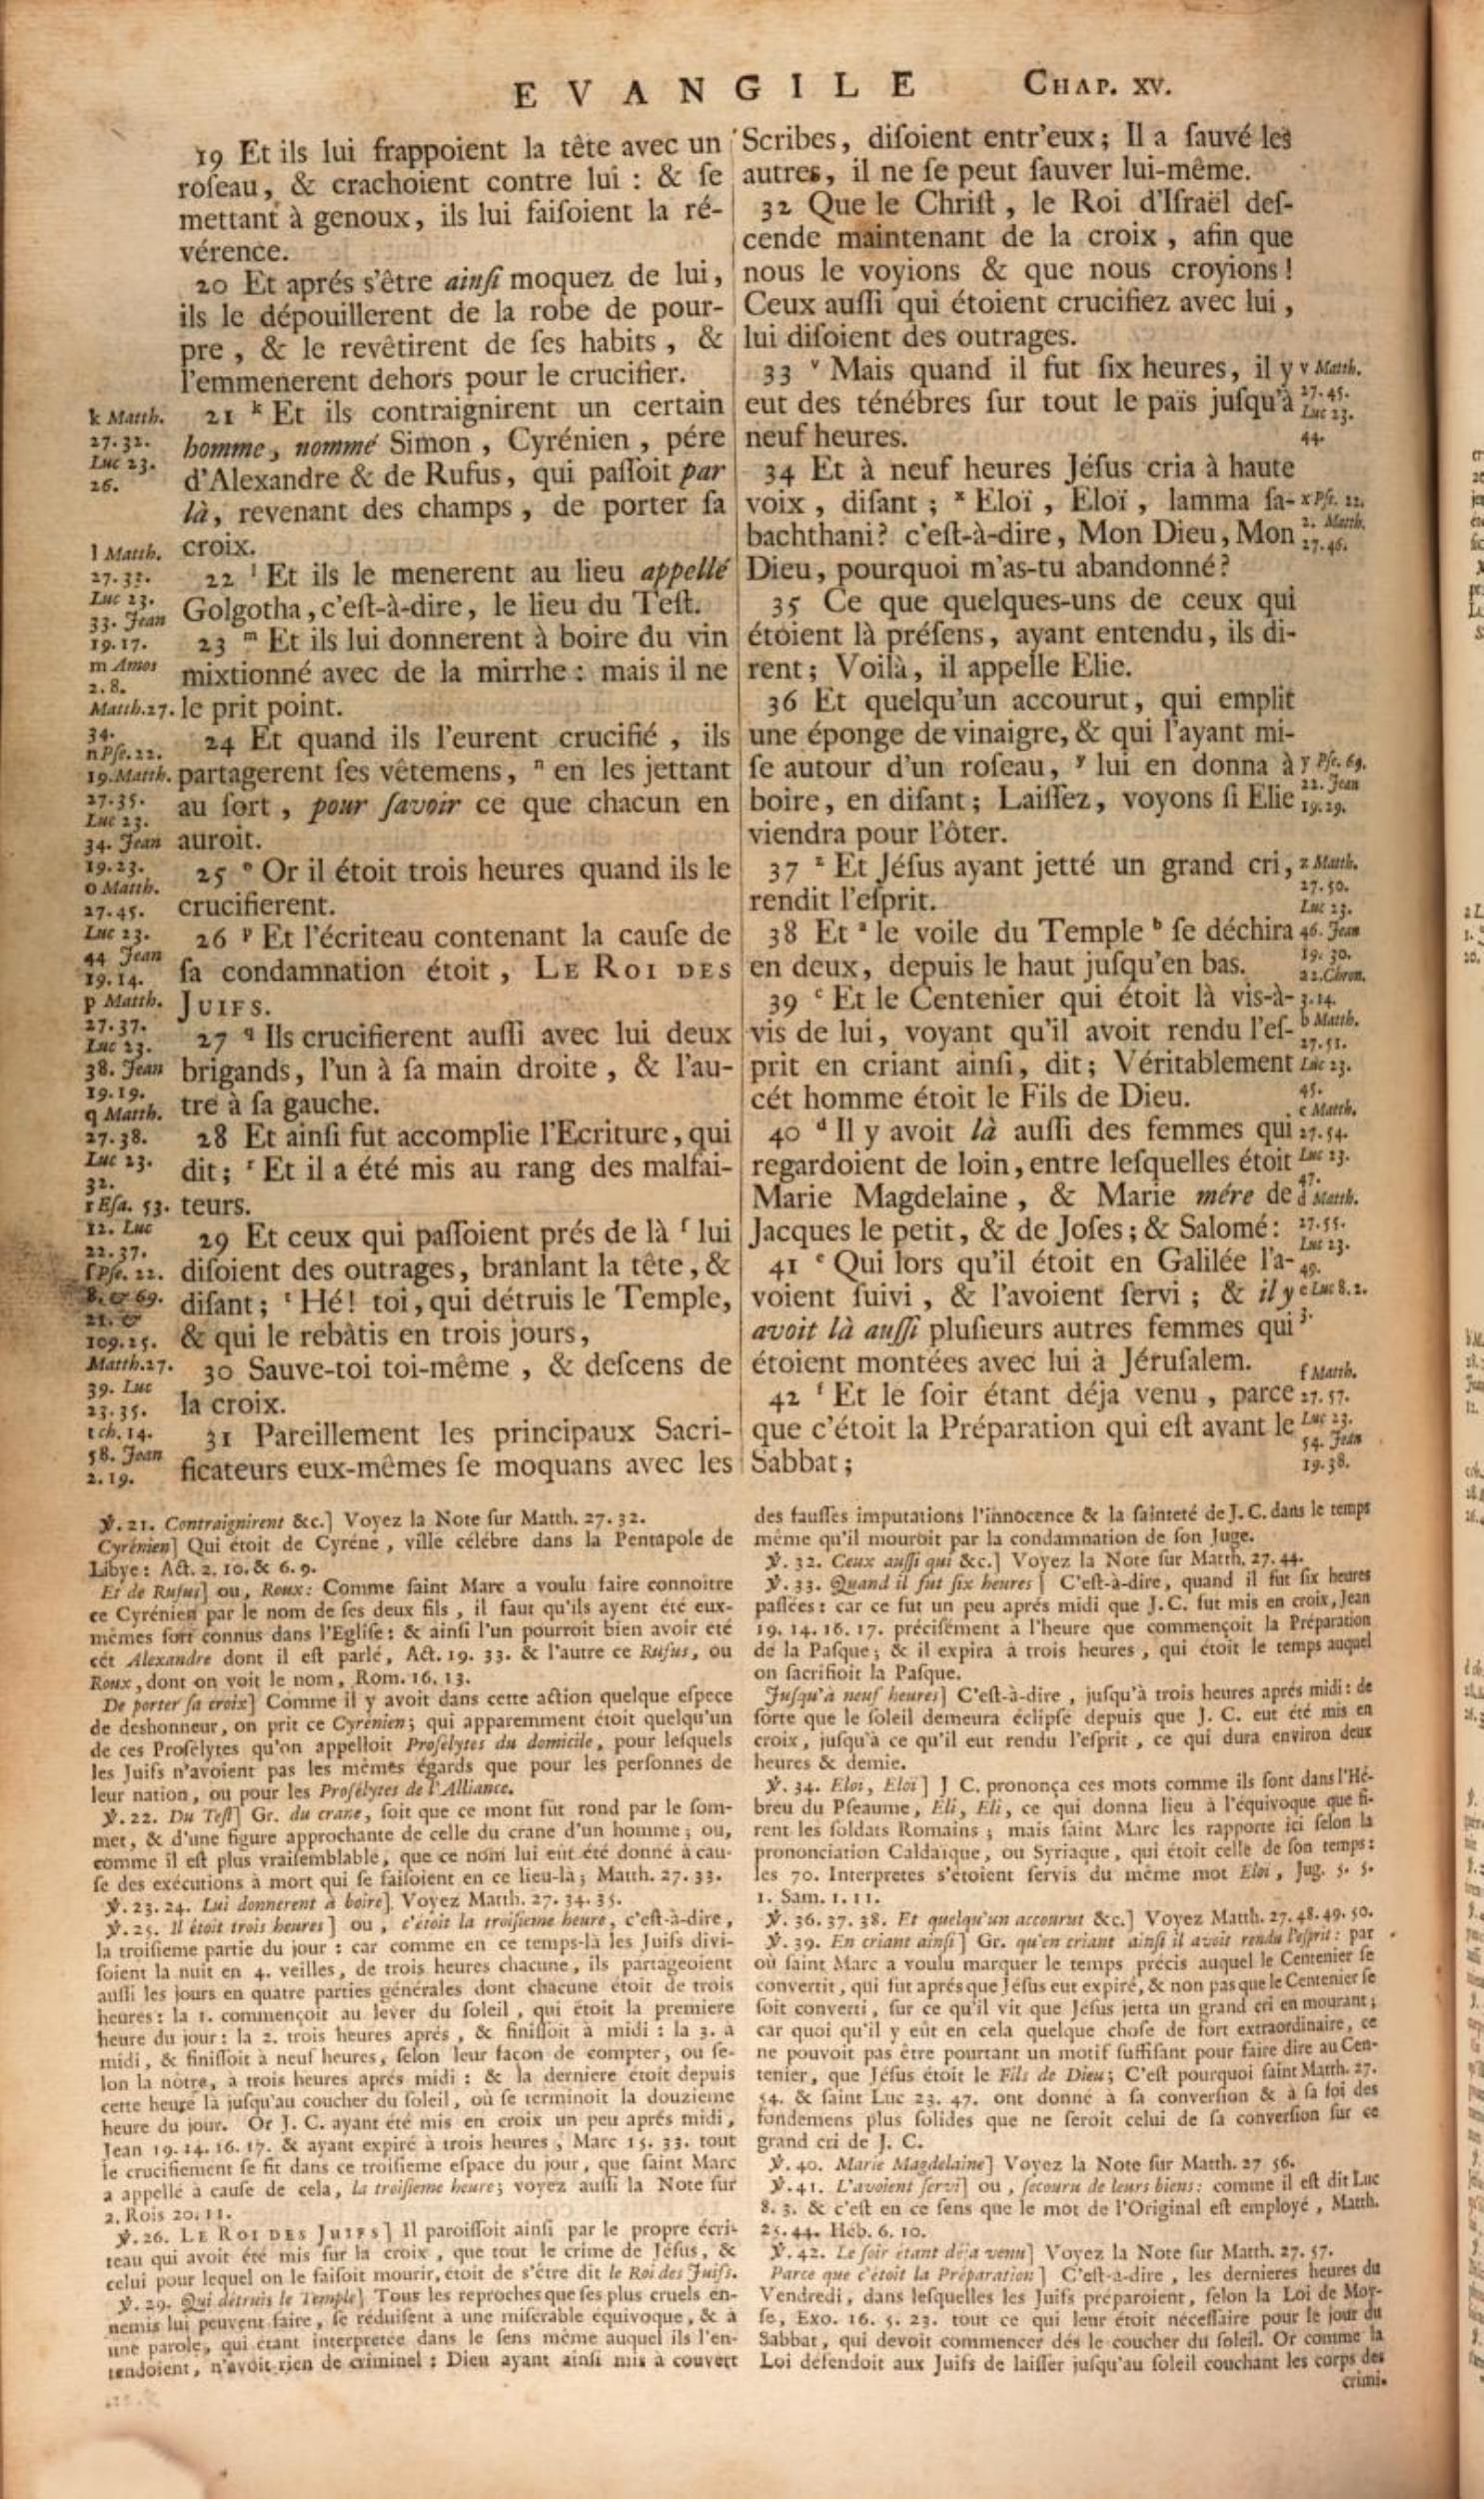 EVANGILE CHAP. XV.
19 Et ils lui frappoient la tête avec un
roſeau, & crachoient contre lui : & ſe
mettant à genoux, ils lui faiſoient la ré-
vérence.
20 Et aprés s'être ainſi moquez de lui,
ils le dépouillerent de la robe de pour-
pre, & le revêtirent de ſes habits, &
l'emmenerent dehors pour le crucifier.
21 k Et ils contraignirent un certain
homme, nommé Simon, Cyrénien, pére
d'Alexandre & de Rufus, qui paſſoit par
là, revenant des champs, de porter ſa
croix.
22 l Et ils le menerent au lieu appellé
Golgotha, c'eſt-à-dire, le lieu du Teſt.
23 m Et ils lui donnerent à boire du vin
mixtionné avec de la mirrhe : mais il ne
le prit point.
24 Et quand ils l'eurent crucifié, ils
partagerent ſes vêtemens, n en les jettant
au ſort, pour ſavoir ce que chacun en
auroit.
25 o Or il étoit trois heures quand ils le
crucifierent.
26 p Et l'écriteau contenant la cauſe de
ſa condamnation étoit, LE ROI DES
JUIFS.
27 q Ils crucifierent auſſi avec lui deux
brigands, l'un à ſa main droite, & l'au-
tre à ſa gauche.
28 Et ainſi fut accomplie l'Ecriture, qui
dit; r Et il a été mis au rang des malfai-
teurs.
29 Et ceux qui paſſoient prés de là ſ lui
diſoient des outrages, branlant la tête, &
diſant; t Hé! toi, qui détruis le Temple,
& qui le rebâtis en trois jours,
30 Sauve-toi toi-même, & deſcens de
la croix.
31 Pareillement les principaux Sacri-
ficateurs eux-mêmes ſe moquans avec les
k Matth.
27. 32.
Luc 23.
26.
l Matth.
27. 33.
Luc 23.
33. Jean
19. 17.
m Amos
2. 8.
Matth. 27.
34.
n Pſe. 22.
19. Matth.
27. 35.
Luc 23.
34. Jean
19. 23.
o Matth.
27. 45.
Luc 23.
44 Jean
19. 14.
p Matth.
27. 37.
Luc 23.
38. Jean
19. 19.
q Matth.
27. 38.
Luc 23.
32.
r Eſa. 53.
12. Luc
22. 37.
ſ Pſe. 22.
8. & 69.
21. &
109. 25.
Matth. 27.
39. Luc
23. 35.
t ch. 14.
58. Jean
2. 19.
Scribes, diſoient entr'eux; Il a ſauvé les
autres, il ne ſe peut ſauver lui-même.
32 Que le Chriſt, le Roi d'Iſraël deſ-
cende maintenant de la croix, afin que
nous le voyions & que nous croyions!
Ceux auſſi qui étoient crucifiez avec lui,
lui diſoient des outrages.
33 v Mais quand il fut ſix heures, il y
eut des ténébres ſur tout le païs juſqu'à
neuf heures.
34 Et à neuf heures Jéſus cria à haute
voix, diſant; x Eloï, Eloï, lamma ſa-
bachthani? c'eſt-à-dire, Mon Dieu, Mon
Dieu, pourquoi m'as-tu abandonné?
35 Ce que quelques-uns de ceux qui
étoient là préſens, ayant entendu, ils di-
rent; Voilà, il appelle Elie.
36 Et quelqu'un accourut, qui emplit
une éponge de vinaigre, & qui l'ayant mi-
ſe autour d'un roſeau, y lui en donna à
boire, en diſant; Laiſſez, voyons ſi Elie
viendra pour l'ôter.
37 z Et Jéſus ayant jetté un grand cri,
rendit l'eſprit.
38 Et a le voile du Temple b ſe déchira
en deux, depuis le haut juſqu'en bas.
39 c Et le Centenier qui étoit là vis-à-
vis de lui, voyant qu'il avoit rendu l'eſ-
prit en criant ainſi, dit; Véritablement
cét homme étoit le Fils de Dieu.
40 d Il y avoit là auſſi des femmes qui
regardoient de loin, entre leſquelles étoit
Marie Magdelaine, & Marie mére de
Jacques le petit, & de Joſes; & Salomé:
41 e Qui lors qu'il étoit en Galilée l'a-
voient ſuivi, & l'avoient ſervi; & il y
avoit là auſſi pluſieurs autres femmes qui
étoient montées avec lui à Jéruſalem.
42 f Et le ſoir étant déja venu, parce
que c'étoit la Préparation qui eſt avant le
Sabbat;
v Matth.
27. 45.
Luc 23.
44.
x Pſe. 22.
2. Matth.
27. 46.
y Pſe. 69.
22. Jean
19. 29.
z Matth.
27. 50.
Luc 23.
46. Jean
19. 30.
a 2. Chron.
3. 14.
b Matth.
27. 51.
Luc 23.
45.
c Matth.
27. 54.
Luc 23.
47.
d Matth.
27. 55.
Luc 23.
49.
e Luc 8. 2.
3.
f Matth.
27. 57.
Luc 23.
54. Jean
19. 38.
℣. 21. Contraignirent &c.] Voyez la Note ſur Matth. 27. 32.
Cyrénien] Qui étoit de Cyréne, ville célébre dans la Pentapole de
Libye: Act. 2. 10. & 6. 9.
Et de Rufus] ou, Roux: Comme ſaint Marc a voulu faire connoitre
ce Cyrénien par le nom de ſes deux fils, il faut qu'ils ayent été eux-
mêmes fort connus dans l'Egliſe: & ainſi l'un pourroit bien avoir été
cét Alexandre dont il eſt parlé, Act. 19. 33. & l'autre ce Rufus, ou
Roux, dont on voit le nom, Rom. 16. 13.
De porter ſa croix] Comme il y avoit dans cette action quelque eſpece
de deshonneur, on prit ce Cyrénien; qui apparemment étoit quelqu'un
de ces Proſélytes qu'on appelloit Proſélytes du domicile, pour leſquels
les Juifs n'avoient pas les mêmes égards que pour les perſonnes de
leur nation, ou pour les Proſélytes de l'Alliance.
℣. 22. Du Teſt] Gr. du crane, ſoit que ce mont fût rond par le ſom-
met, & d'une figure approchante de celle du crane d'un homme; ou,
comme il eſt plus vraiſemblable, que ce nom lui eût été donné à cau-
ſe des exécutions à mort qui ſe faiſoient en ce lieu-là; Matth. 27. 33.
℣. 23. 24. Lui donnerent à boire] Voyez Matth. 27. 34. 35.
℣. 25. Il étoit trois heures] ou, c'étoit la troiſieme heure, c'eſt-à-dire,
la troiſieme partie du jour : car comme en ce temps-là les Juifs divi-
ſoient la nuit en 4. veilles, de trois heures chacune, ils partageoient
auſſi les jours en quatre parties générales dont chacune étoit de trois
heures: la 1. commençoit au lever du ſoleil, qui étoit la premiere
heure du jour: la 2. trois heures aprés, & finiſſoit à midi : la 3. à
midi, & finiſſoit à neuf heures, ſelon leur façon de compter, ou ſe-
lon la nôtre, à trois heures aprés midi : & la derniere étoit depuis
cette heure là juſqu'au coucher du ſoleil, où ſe terminoit la douzieme
heure du jour. Or J. C. ayant été mis en croix un peu aprés midi,
Jean 19. 14. 16. 17. & ayant expiré à trois heures, Marc 15. 33. tout
le crucifiement ſe fit dans ce troiſieme eſpace du jour, que ſaint Marc
a appellé à cauſe de cela, la troiſieme heure; voyez auſſi la Note ſur
2. Rois 20. 11.
℣. 26. LE ROI DES JUIFS] Il paroiſſoit ainſi par le propre écri-
teau qui avoit été mis ſur la croix, que tout le crime de Jéſus, &
celui pour lequel on le faiſoit mourir, étoit de s'être dit le Roi des Juifs.
℣. 29. Qui détruis le Temple] Tous les reproches que ſes plus cruels en-
nemis lui peuvent faire, ſe réduiſent à une miſérable équivoque, & à
une parole, qui étant interpretée dans le ſens même auquel ils l'en-
tendoient, n'avoit rien de criminel : Dieu ayant ainſi mis à couvert
des fauſſes imputations l'innocence & la ſainteté de J. C. dans le temps
même qu'il mouroit par la condamnation de ſon Juge.
℣. 32. Ceux auſſi qui &c.] Voyez la Note ſur Matth. 27. 44.
℣. 33. Quand il fut ſix heures] C'eſt-à-dire, quand il fut ſix heures
paſſées: car ce fut un peu aprés midi que J. C. fut mis en croix, Jean
19. 14. 16. 17. préciſément à l'heure que commençoit la Préparation
de la Paſque; & il expira à trois heures, qui étoit le temps auquel
on ſacrifioit la Paſque.
Juſqu'à neuf heures] C'eſt-à-dire, juſqu'à trois heures aprés midi: de
ſorte que le ſoleil demeura éclipſé depuis que J. C. eut été mis en
croix, juſqu'à ce qu'il eut rendu l'eſprit, ce qui dura environ deux
heures & demie.
℣. 34. Eloï, Eloï] J C. prononça ces mots comme ils ſont dans l'Hé-
breu du Pſeaume, Eli, Eli, ce qui donna lieu à l'équivoque que fi-
rent les ſoldats Romains; mais ſaint Marc les rapporte ici ſelon la
prononciation Caldaïque, ou Syriaque, qui étoit celle de ſon temps:
les 70. Interpretes s'étoient ſervis du même mot Eloi, Jug. 5. 5.
1. Sam. 1. 11.
℣. 36. 37. 38. Et quelqu'un accourut &c.] Voyez Matth. 27. 48. 49. 50.
℣. 39. En criant ainſi] Gr. qu'en criant ainſi il avoit rendu l'eſprit: par
où ſaint Marc a voulu marquer le temps précis auquel le Centenier ſe
convertit, qui fut aprés que Jéſus eut expiré, & non pas que le Centenier ſe
ſoit converti, ſur ce qu'il vit que Jéſus jetta un grand cri en mourant;
car quoi qu'il y eût en cela quelque choſe de fort extraordinaire, ce
ne pouvoit pas être pourtant un motif ſuffiſant pour faire dire au Cen-
tenier, que Jéſus étoit le Fils de Dieu; C'eſt pourquoi ſaint Matth. 27.
54. & ſaint Luc 23. 47. ont donné à ſa converſion & à ſa foi des
fondemens plus ſolides que ne ſeroit celui de ſa converſion ſur ce
grand cri de J. C.
℣. 40. Marie Magdelaine] Voyez la Note ſur Matth. 27 56.
℣. 41. L'avoient ſervi] ou, ſecouru de leurs biens: comme il eſt dit Luc
8. 3. & c'eſt en ce ſens que le mot de l'Original eſt employé, Matth.
25. 44. Héb. 6. 10.
℣. 42. Le ſoir étant déja venu] Voyez la Note ſur Matth. 27. 57.
Parce que c'étoit la Préparation] C'eſt-à-dire, les dernieres heures du
Vendredi, dans leſquelles les Juifs préparoient, ſelon la Loi de Moy-
ſe, Exo. 16. 5. 23. tout ce qui leur étoit néceſſaire pour le jour du
Sabbat, qui devoit commencer dés le coucher du ſoleil. Or comme la
Loi défendoit aux Juifs de laiſſer juſqu'au ſoleil couchant les corps des
crimi-